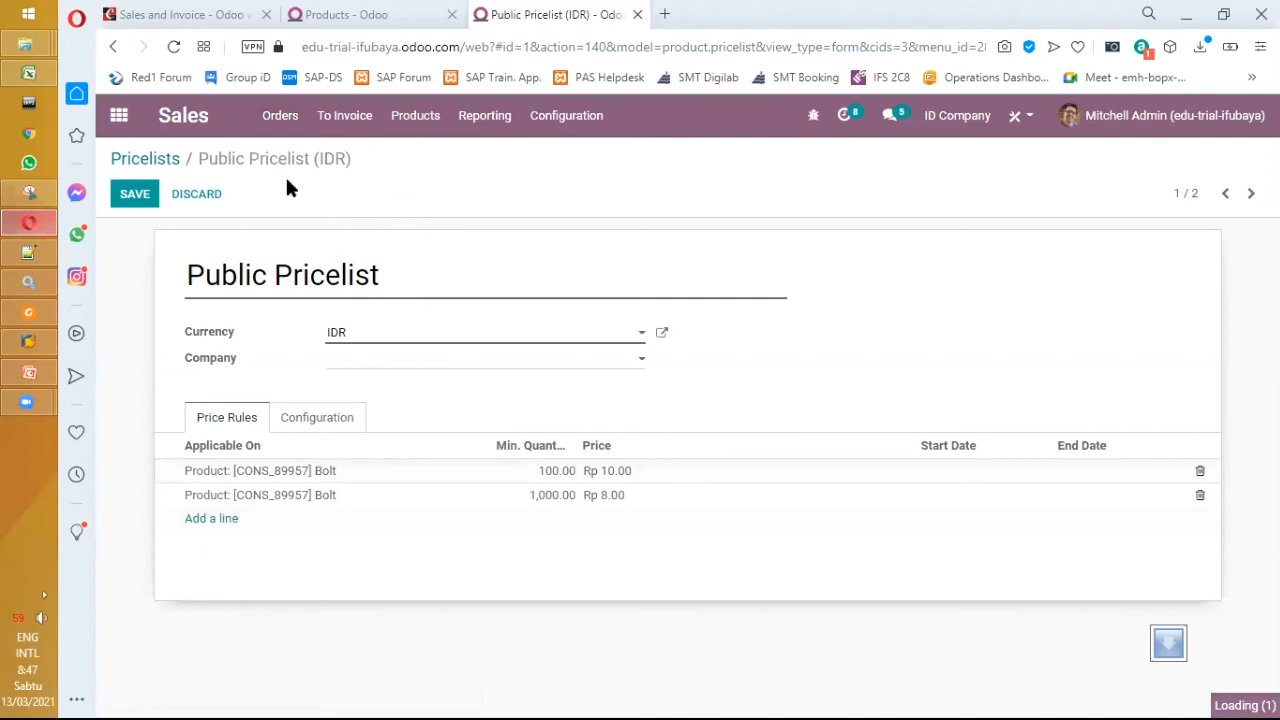 Sales and Invoice - Odoo v
Products - Odoo
Public Pricelist (IDR) - Odo
VPN
edu-trial-ifubaya.odoo.com/web?#id=1&action=140&model=product.pricelist&view_type=form&cids=3&menu_id=2
Red1 Forum
Group iD
SAP-DS
SAP Forum
SAP Train. App.
PAS Helpdesk
SMT Digilab
SMT Booking
IFS 2C8
Operations Dashbo...
Meet - emh-bopx-...
Sales
Orders
To Invoice
Products
Reporting
Configuration
8
5
ID Company
Mitchell Admin (edu-trial-ifubaya)
Pricelists / Public Pricelist (IDR)
SAVE
DISCARD
1 / 2
Public Pricelist
Currency
IDR
Company
Price Rules
Configuration
Applicable On
Min. Quant...
Price
Start Date
End Date
Product: [CONS_89957] Bolt
100.00
Rp 10.00
Product: [CONS_89957] Bolt
1,000.00
Rp 8.00
Add a line
59
ENG
INTL
8:47
Sabtu
13/03/2021
Loading (1)